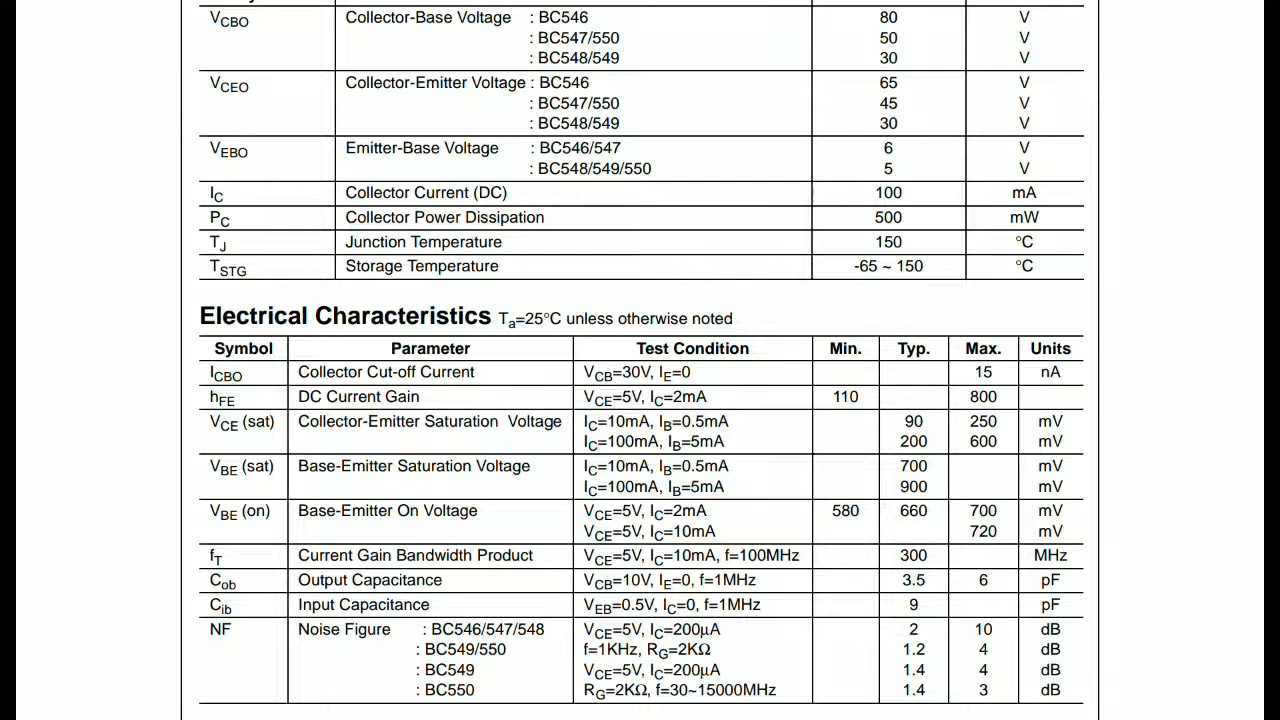 VCBO Collector-Base Voltage : BC546 80 V
: BC547/550 50 V
: BC548/549 30 V
VCEO Collector-Emitter Voltage : BC546 65 V
: BC547/550 45 V
: BC548/549 30 V
VEBO Emitter-Base Voltage : BC546/547 6 V
: BC548/549/550 5 V
IC Collector Current (DC) 100 mA
PC Collector Power Dissipation 500 mW
TJ Junction Temperature 150 °C
TSTG Storage Temperature -65 ~ 150 °C
Electrical Characteristics Ta=25°C unless otherwise noted
Symbol Parameter Test Condition Min. Typ. Max. Units
ICBO Collector Cut-off Current VCB=30V, IE=0 15 nA
hFE DC Current Gain VCE=5V, IC=2mA 110 800
VCE (sat) Collector-Emitter Saturation Voltage IC=10mA, IB=0.5mA 90 250 mV
IC=100mA, IB=5mA 200 600 mV
VBE (sat) Base-Emitter Saturation Voltage IC=10mA, IB=0.5mA 700 mV
IC=100mA, IB=5mA 900 mV
VBE (on) Base-Emitter On Voltage VCE=5V, IC=2mA 580 660 700 mV
VCE=5V, IC=10mA 720 mV
fT Current Gain Bandwidth Product VCE=5V, IC=10mA, f=100MHz 300 MHz
Cob Output Capacitance VCB=10V, IE=0, f=1MHz 3.5 6 pF
Cib Input Capacitance VEB=0.5V, IC=0, f=1MHz 9 pF
NF Noise Figure : BC546/547/548 VCE=5V, IC=200μA 2 10 dB
: BC549/550 f=1KHz, RG=2KΩ 1.2 4 dB
: BC549 VCE=5V, IC=200μA 1.4 4 dB
: BC550 RG=2KΩ, f=30~15000MHz 1.4 3 dB